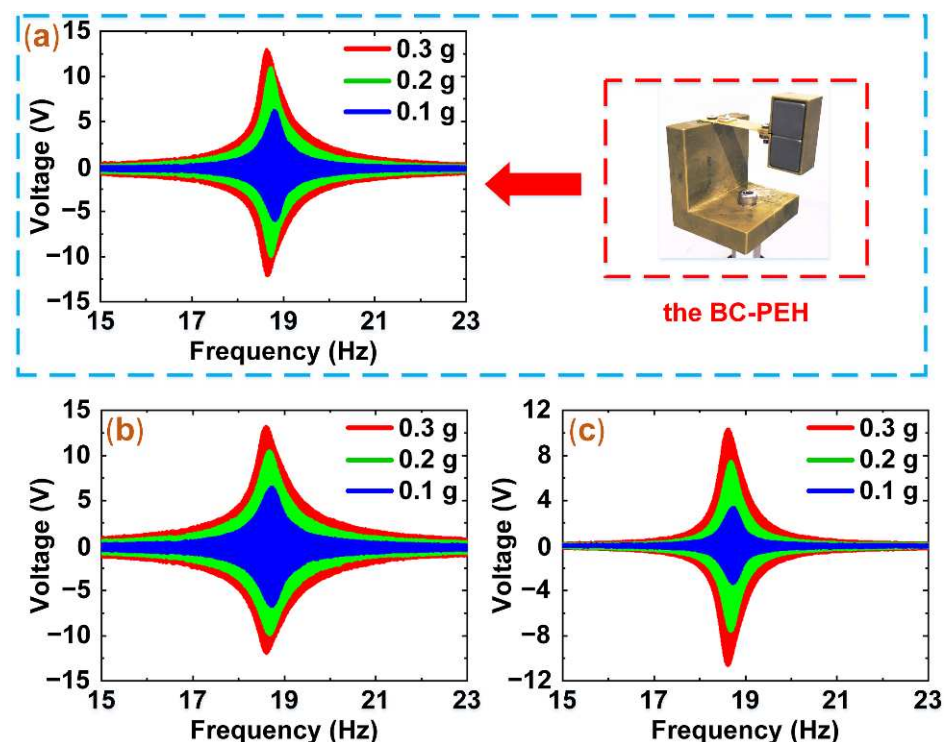 (a)
15
10
5
0
−5
−10
−15
Voltage (V)
0.3 g
0.2 g
0.1 g
15 17 19 21 23
Frequency (Hz)
the BC-PEH
(b)
15
10
5
0
−5
−10
−15
Voltage (V)
0.3 g
0.2 g
0.1 g
15 17 19 21 23
Frequency (Hz)
(c)
12
8
4
0
−4
−8
−12
Voltage (V)
0.3 g
0.2 g
0.1 g
15 17 19 21 23
Frequency (Hz)